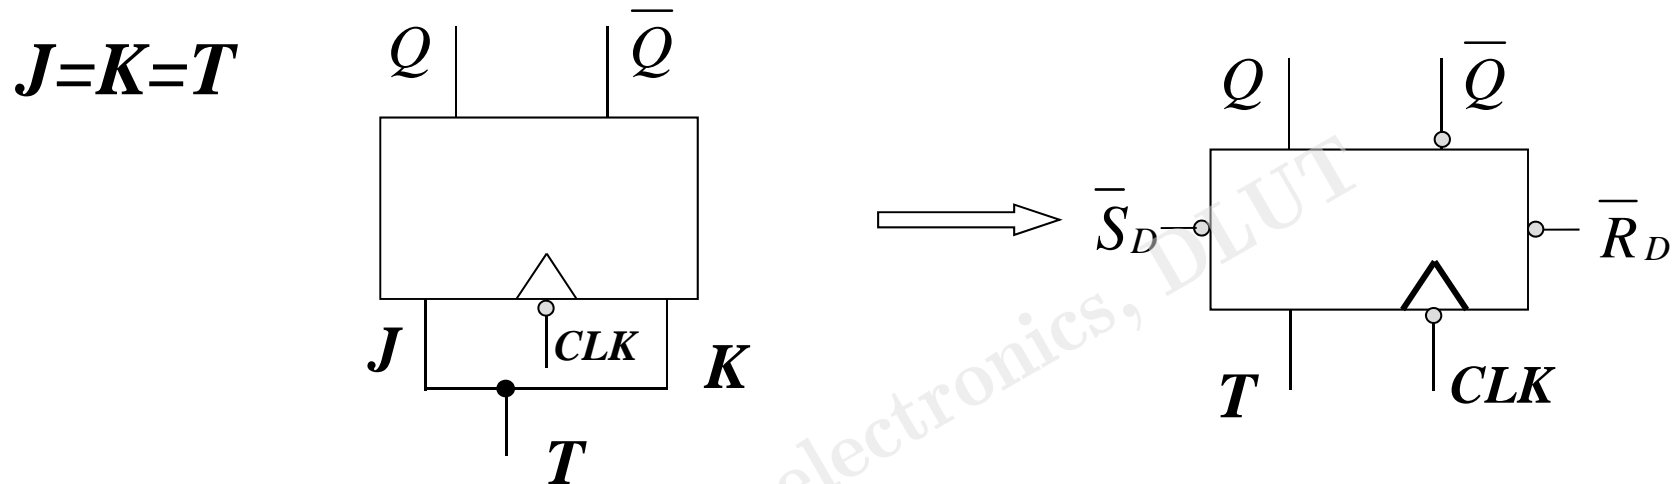 J=K=T
Q
Q̅
J
CLK
K
T
Q
Q̅
S̅D
R̅D
T
CLK
electronics, DLUT